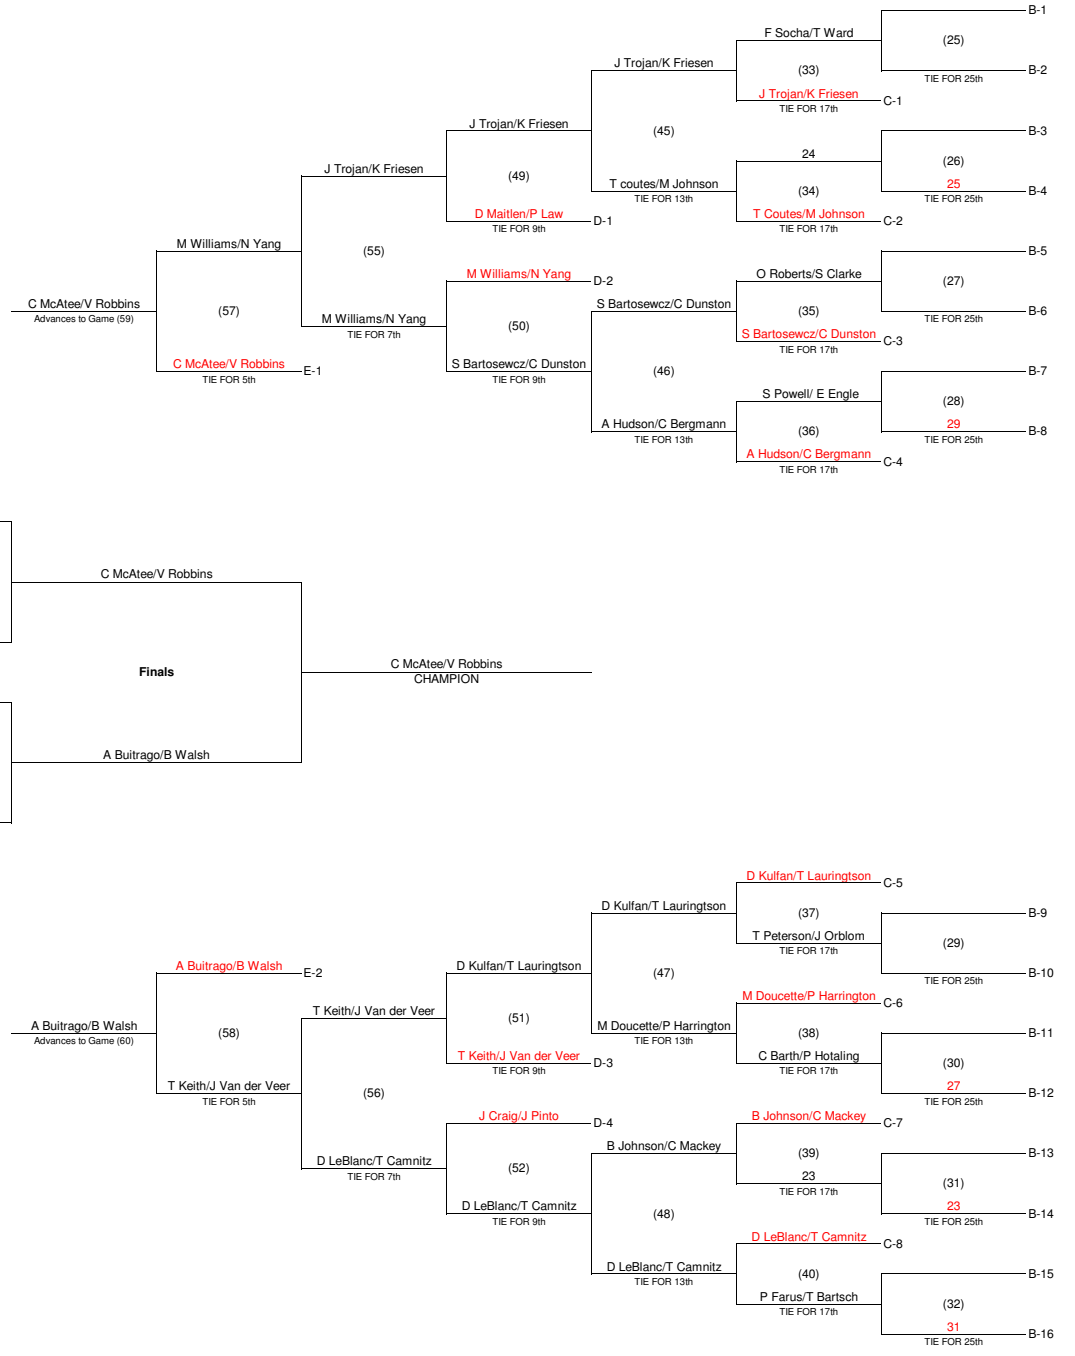 B-1
F Socha/T Ward
(25)
J Trojan/K Friesen
(33)
B-2
TIE FOR 25th
J Trojan/K Friesen
C-1
TIE FOR 17th
J Trojan/K Friesen
(45)
B-3
24
(26)
J Trojan/K Friesen
(49)
T coutes/M Johnson
(34)
25
B-4
TIE FOR 13th
TIE FOR 25th
D Maitlen/P Law
D-1
T Coutes/M Johnson
C-2
TIE FOR 9th
TIE FOR 17th
M Williams/N Yang
(55)
B-5
M Williams/N Yang
D-2
O Roberts/S Clarke
(27)
C McAtee/V Robbins
(57)
S Bartosewcz/C Dunston
(35)
B-6
Advances to Game (59)
M Williams/N Yang
(50)
TIE FOR 25th
TIE FOR 7th
S Bartosewcz/C Dunston
C-3
TIE FOR 17th
C McAtee/V Robbins
E-1
S Bartosewcz/C Dunston
(46)
B-7
TIE FOR 5th
TIE FOR 9th
S Powell/ E Engle
(28)
A Hudson/C Bergmann
(36)
29
B-8
TIE FOR 13th
TIE FOR 25th
A Hudson/C Bergmann
C-4
TIE FOR 17th
C McAtee/V Robbins
Finals
C McAtee/V Robbins
CHAMPION
A Buitrago/B Walsh
D Kulfan/T Lauringtson
C-5
D Kulfan/T Lauringtson
(37)
B-9
T Peterson/J Orblom
(29)
TIE FOR 17th
A Buitrago/B Walsh
E-2
D Kulfan/T Lauringtson
(47)
B-10
TIE FOR 25th
M Doucette/P Harrington
C-6
T Keith/J Van der Veer
(51)
A Buitrago/B Walsh
(58)
M Doucette/P Harrington
(38)
B-11
Advances to Game (60)
TIE FOR 13th
T Keith/J Van der Veer
D-3
C Barth/P Hotaling
(30)
TIE FOR 9th
TIE FOR 17th
T Keith/J Van der Veer
(56)
27
B-12
TIE FOR 5th
TIE FOR 25th
J Craig/J Pinto
D-4
B Johnson/C Mackey
C-7
B Johnson/C Mackey
(39)
B-13
D LeBlanc/T Camnitz
(52)
23
(31)
TIE FOR 7th
TIE FOR 17th
D LeBlanc/T Camnitz
(48)
23
B-14
TIE FOR 9th
TIE FOR 25th
D LeBlanc/T Camnitz
C-8
D LeBlanc/T Camnitz
(40)
B-15
TIE FOR 13th
P Farus/T Bartsch
(32)
TIE FOR 17th
31
B-16
TIE FOR 25th